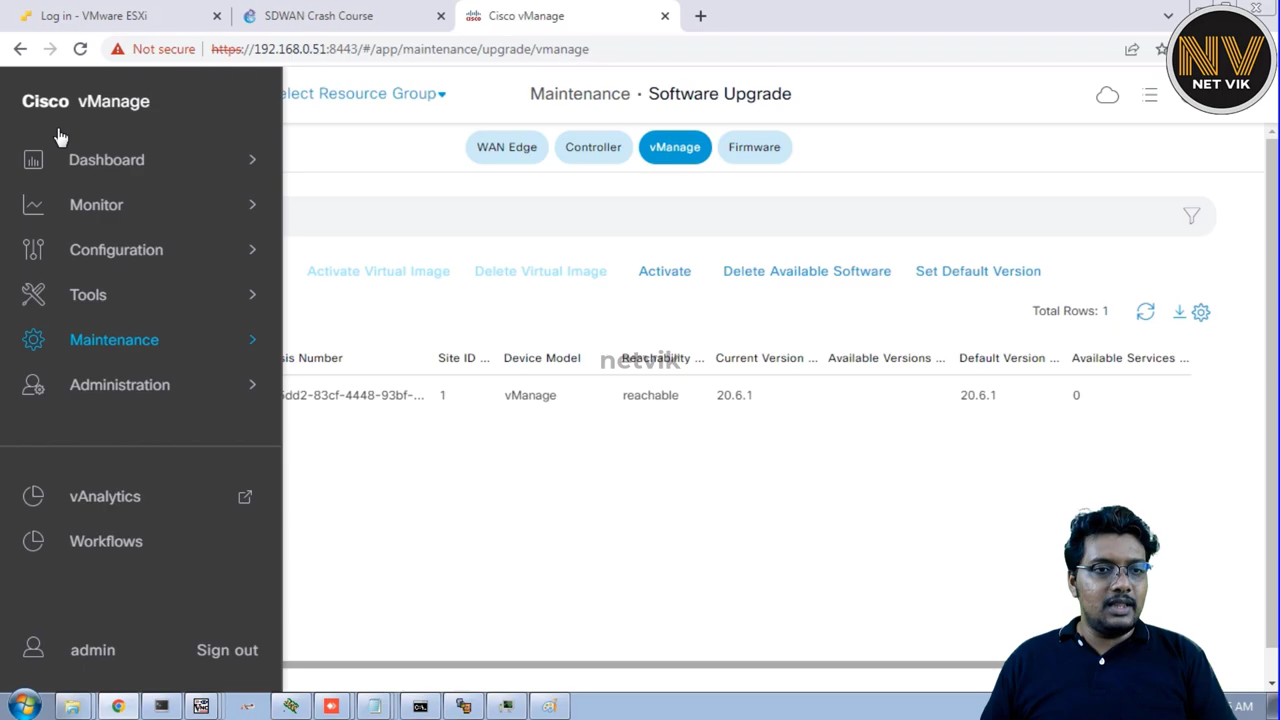 Log in - VMware ESXi
SDWAN Crash Course
Cisco vManage
Not secure
https://192.168.0.51:8443/#/app/maintenance/upgrade/vmanage
NV
NET VIK
Cisco vManage
elect Resource Group
Maintenance · Software Upgrade
WAN Edge
Controller
vManage
Firmware
Dashboard
Monitor
Configuration
Tools
Maintenance
Administration
vAnalytics
Workflows
admin
Sign out
Activate Virtual Image
Delete Virtual Image
Activate
Delete Available Software
Set Default Version
Total Rows: 1
sis Number
Site ID ...
Device Model
Reachability ...
Current Version ...
Available Versions ...
Default Version ...
Available Services ...
netvik
5dd2-83cf-4448-93bf-...
1
vManage
reachable
20.6.1
20.6.1
0
AM